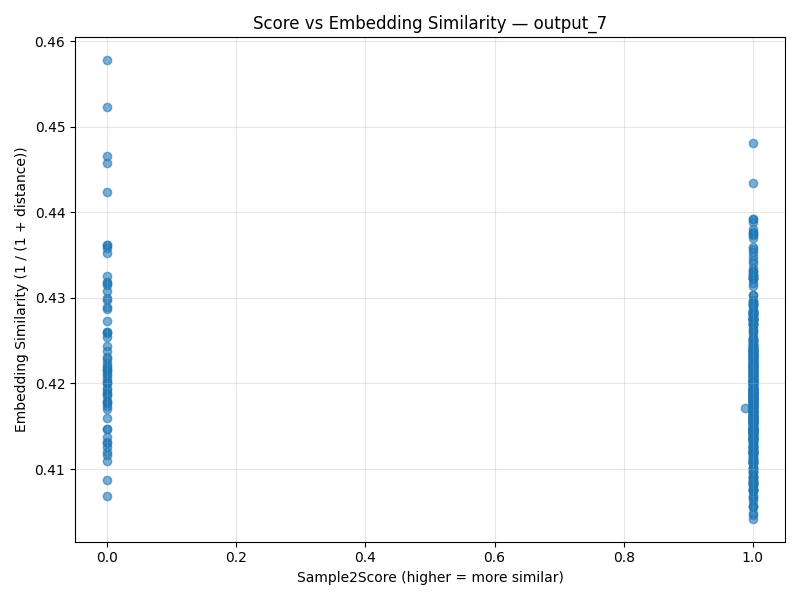 Score vs Embedding Similarity — output_7
Embedding Similarity (1 / (1 + distance))
0.46
0.45
0.44
0.43
0.42
0.41
0.0 0.2 0.4 0.6 0.8 1.0
Sample2Score (higher = more similar)